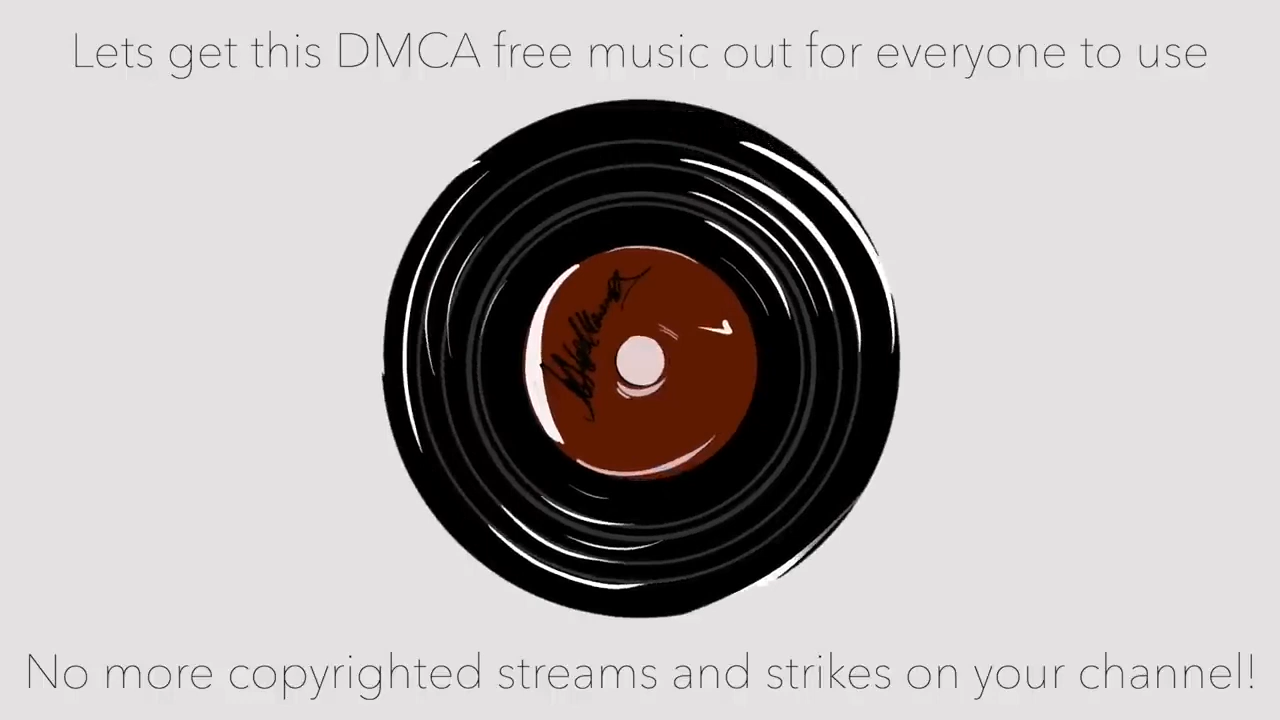 Lets get this DMCA free music out for everyone to use
No more copyrighted streams and strikes on your channel!